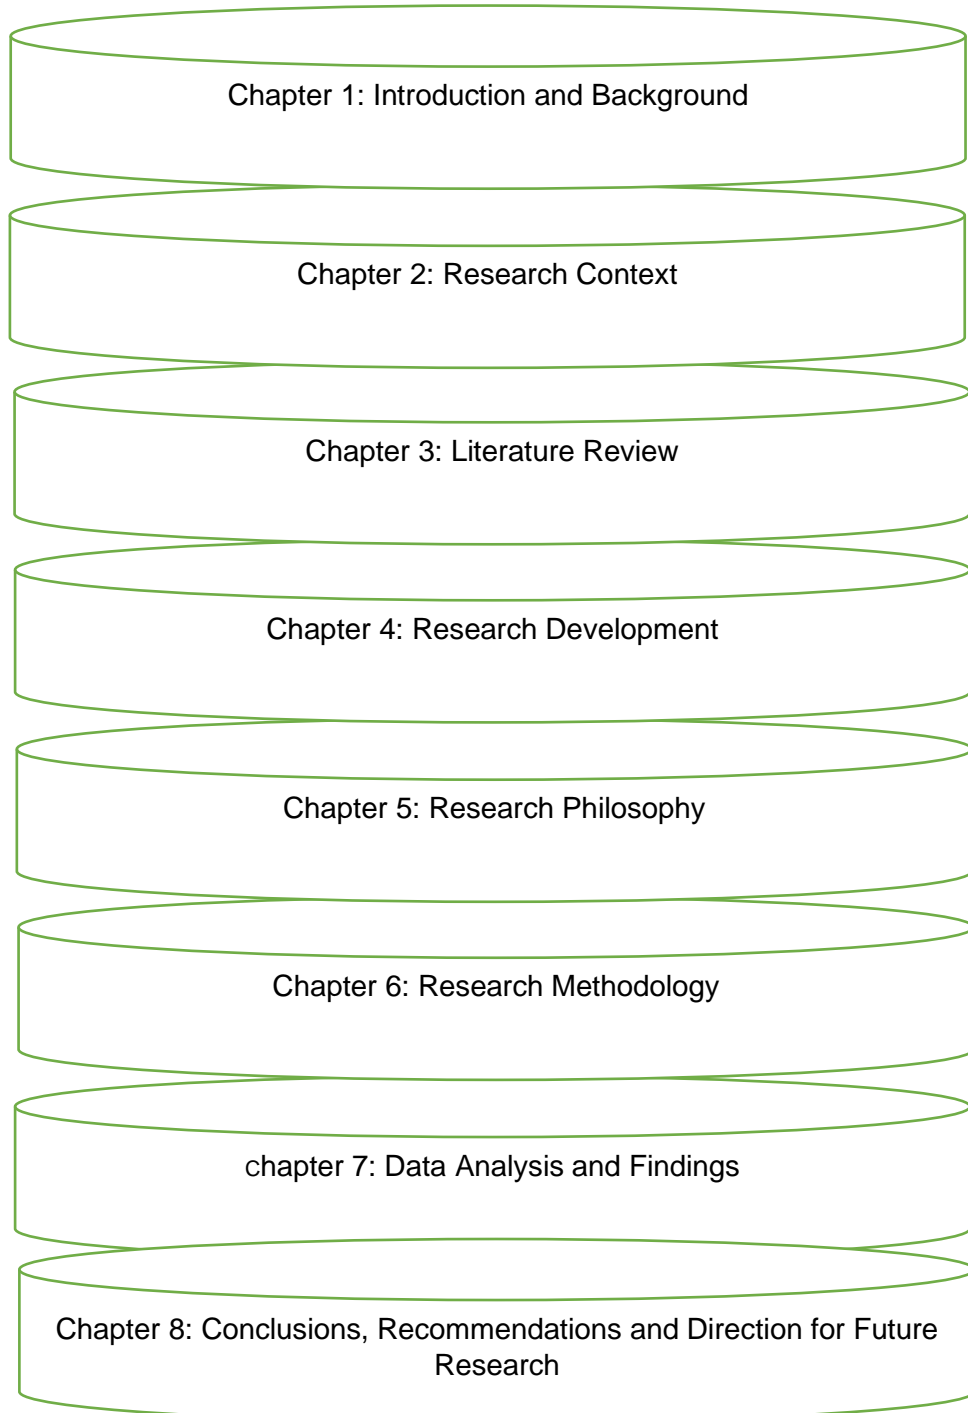 Chapter 1: Introduction and Background
Chapter 2: Research Context
Chapter 3: Literature Review
Chapter 4: Research Development
Chapter 5: Research Philosophy
Chapter 6: Research Methodology
chapter 7: Data Analysis and Findings
Chapter 8: Conclusions, Recommendations and Direction for Future
Research